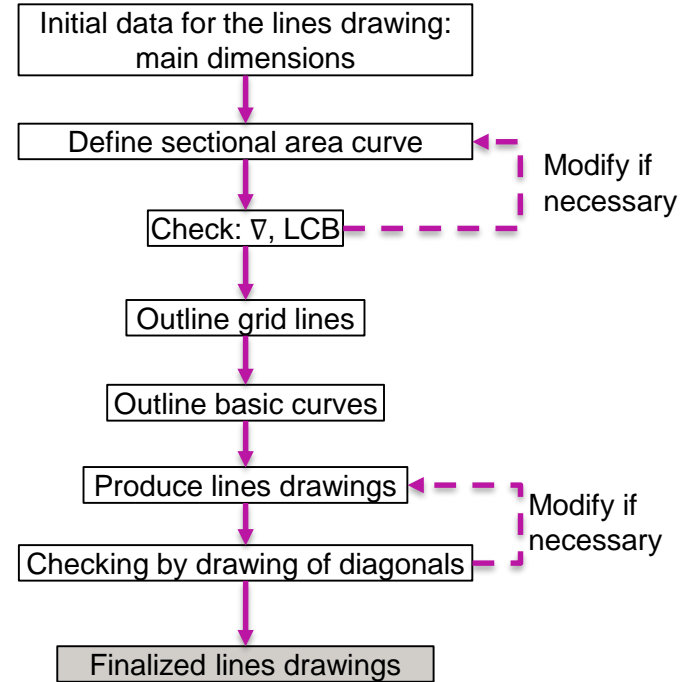 Initial data for the lines drawing:
main dimensions
Define sectional area curve
Modify if
necessary
Check: ∇, LCB
Outline grid lines
Outline basic curves
Produce lines drawings
Modify if
necessary
Checking by drawing of diagonals
Finalized lines drawings